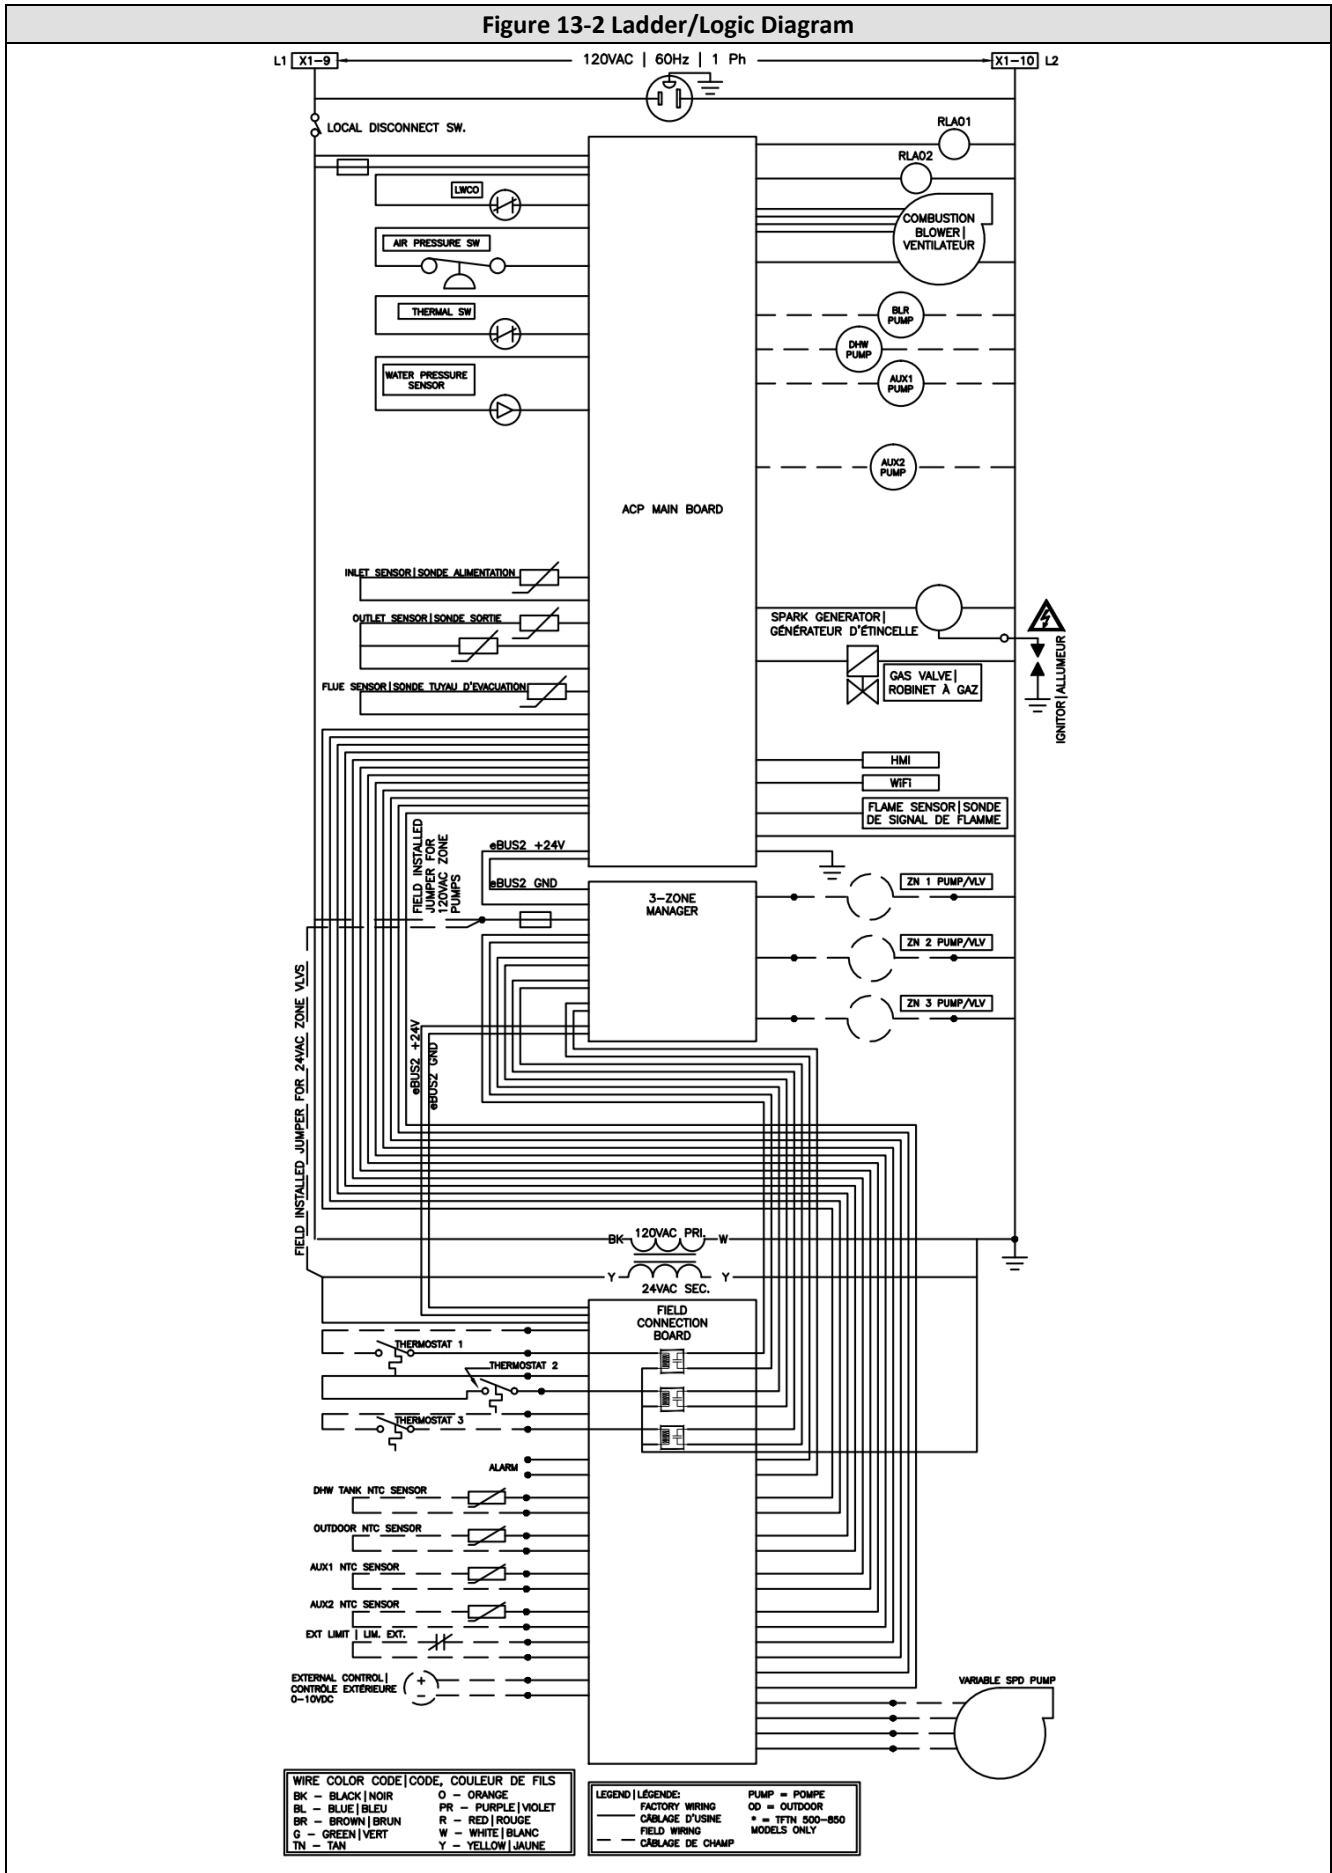 Figure 13-2 Ladder/Logic Diagram
L1 X1-9 120VAC | 60Hz | 1 Ph X1-10 L2
LOCAL DISCONNECT SW.
RLA01
RLA02
LWCO
COMBUSTION
BLOWER|
VENTILATEUR
AIR PRESSURE SW
THERMAL SW
BLR
PUMP
DHW
PUMP
WATER PRESSURE
SENSOR
AUX1
PUMP
AUX2
PUMP
ACP MAIN BOARD
INLET SENSOR|SONDE ALIMENTATION
OUTLET SENSOR|SONDE SORTIE
SPARK GENERATOR|
GÉNÉRATEUR D'ÉTINCELLE
IGNITOR|ALLUMEUR
FLUE SENSOR|SONDE TUYAU D'EVACUATION
GAS VALVE|
ROBINET À GAZ
HMI
WiFi
FLAME SENSOR|SONDE
DE SIGNAL DE FLAMME
FIELD INSTALLED
JUMPER FOR
120VAC ZONE
PUMPS
eBUS2 +24V
eBUS2 GND
3-ZONE
MANAGER
ZN 1 PUMP/VLV
ZN 2 PUMP/VLV
ZN 3 PUMP/VLV
FIELD INSTALLED JUMPER FOR 24VAC ZONE VLVS
eBUS2 +24V
eBUS2 GND
BK 120VAC PRI. W
Y Y
24VAC SEC.
FIELD
CONNECTION
BOARD
THERMOSTAT 1
THERMOSTAT 2
THERMOSTAT 3
ALARM
DHW TANK NTC SENSOR
OUTDOOR NTC SENSOR
AUX1 NTC SENSOR
AUX2 NTC SENSOR
EXT LIMIT | LIM. EXT.
EXTERNAL CONTROL|
CONTRÔLE EXTÉRIEURE
0-10VDC
+
-
VARIABLE SPD PUMP
WIRE COLOR CODE|CODE, COULEUR DE FILS
BK - BLACK|NOIR O - ORANGE
BL - BLUE|BLEU PR - PURPLE|VIOLET
BR - BROWN|BRUN R - RED|ROUGE
G - GREEN|VERT W - WHITE|BLANC
TN - TAN Y - YELLOW|JAUNE
LEGEND|LÉGENDE: PUMP = POMPE
FACTORY WIRING OD = OUTDOOR
CÂBLAGE D'USINE * = TFTN 500-850
FIELD WIRING MODELS ONLY
CÂBLAGE DE CHAMP